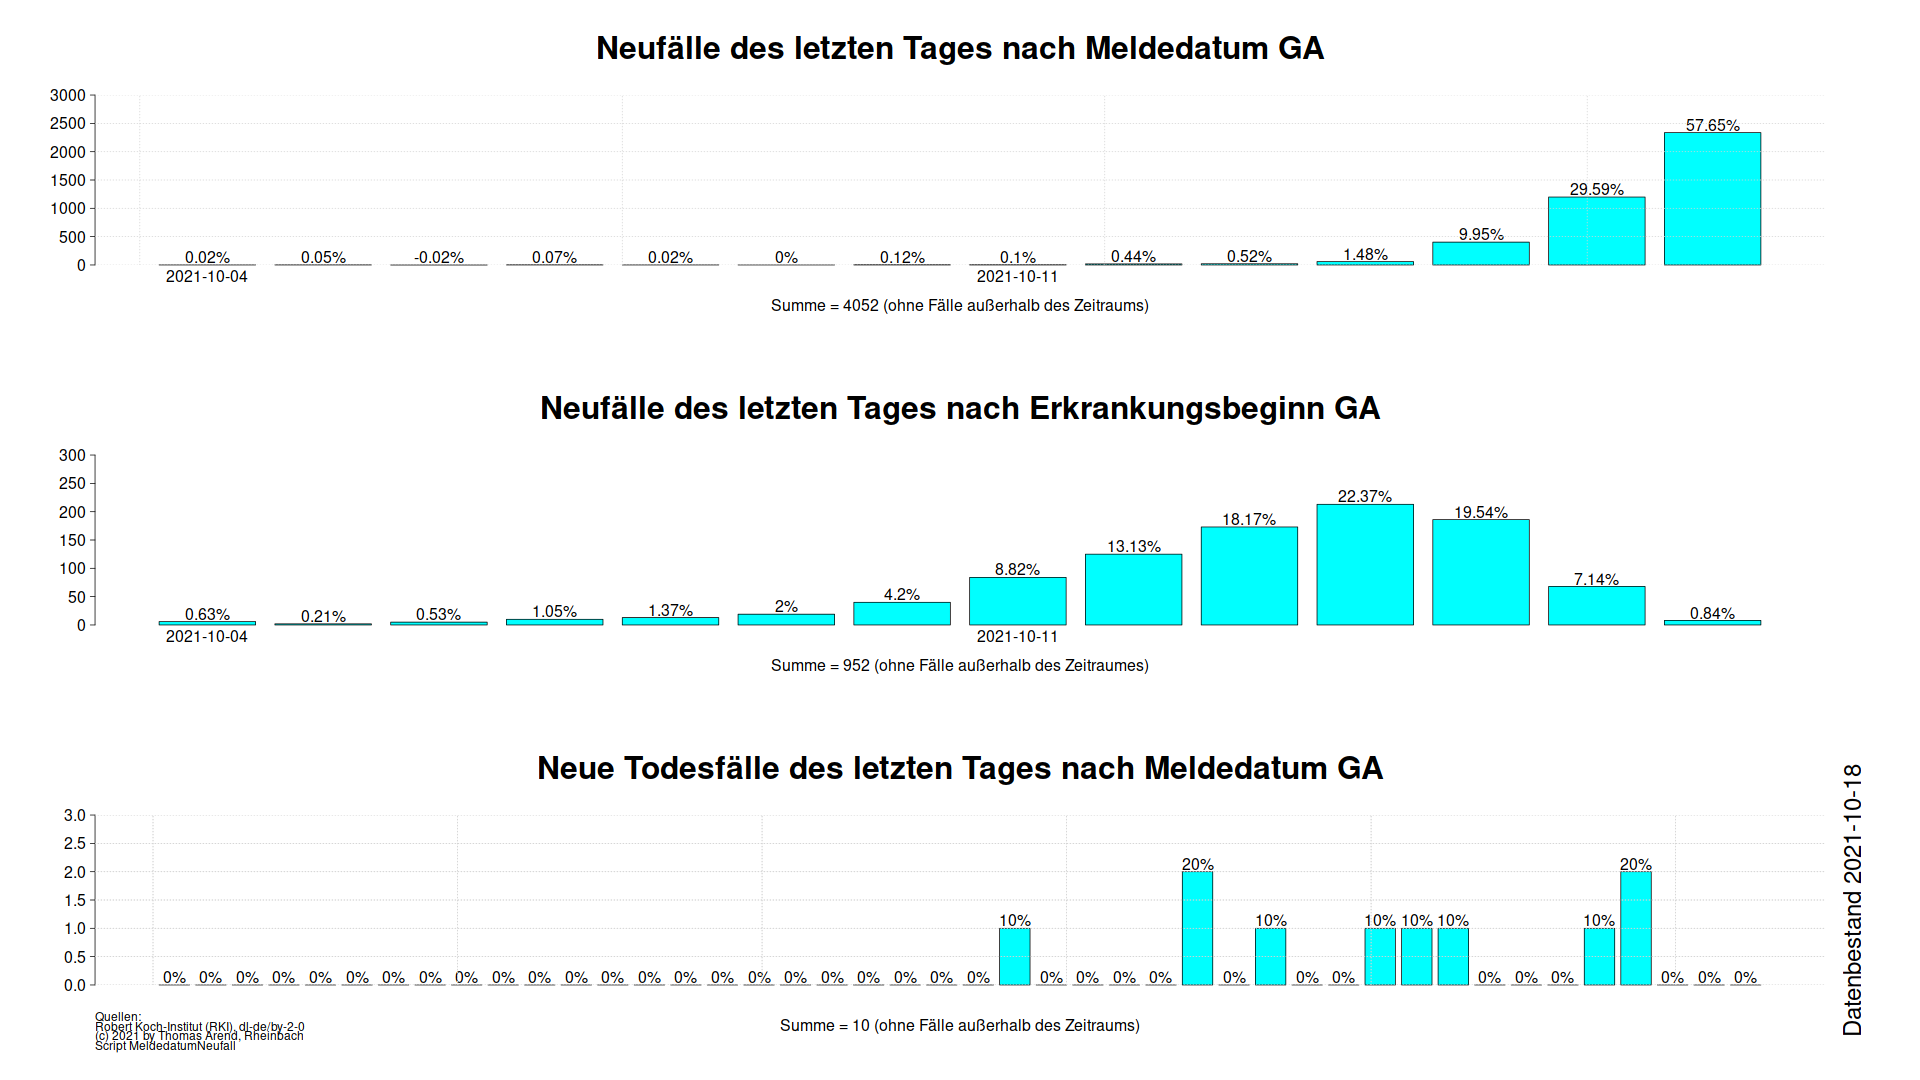 Neufälle des letzten Tages nach Meldedatum GA
3000
2500
2000
1500
1000
500
0
0.02% 0.05% -0.02% 0.07% 0.02% 0% 0.12% 0.1% 0.44% 0.52% 1.48% 9.95% 29.59% 57.65%
2021-10-04 2021-10-11
Summe = 4052 (ohne Fälle außerhalb des Zeitraums)
Neufälle des letzten Tages nach Erkrankungsbeginn GA
300
250
200
150
100
50
0
0.63% 0.21% 0.53% 1.05% 1.37% 2% 4.2% 8.82% 13.13% 18.17% 22.37% 19.54% 7.14% 0.84%
2021-10-04 2021-10-11
Summe = 952 (ohne Fälle außerhalb des Zeitraumes)
Neue Todesfälle des letzten Tages nach Meldedatum GA
3.0
2.5
2.0
1.5
1.0
0.5
0.0
0% 0% 0% 0% 0% 0% 0% 0% 0% 0% 0% 0% 0% 0% 0% 0% 0% 0% 0% 0% 0% 0% 0% 10% 0% 0% 0% 0% 20% 0% 10% 0% 0% 10% 10% 10% 0% 0% 0% 10% 20% 0% 0% 0%
Summe = 10 (ohne Fälle außerhalb des Zeitraums)
Quellen:
Robert Koch-Institut (RKI), dl-de/by-2-0
(c) 2021 by Thomas Arend, Rheinbach
Script MeldedatumNeufall
Datenbestand 2021-10-18